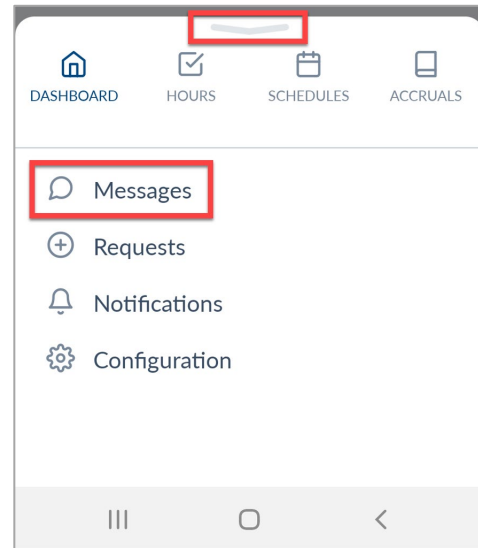 DASHBOARD HOURS SCHEDULES ACCRUALS
Messages
Requests
Notifications
Configuration